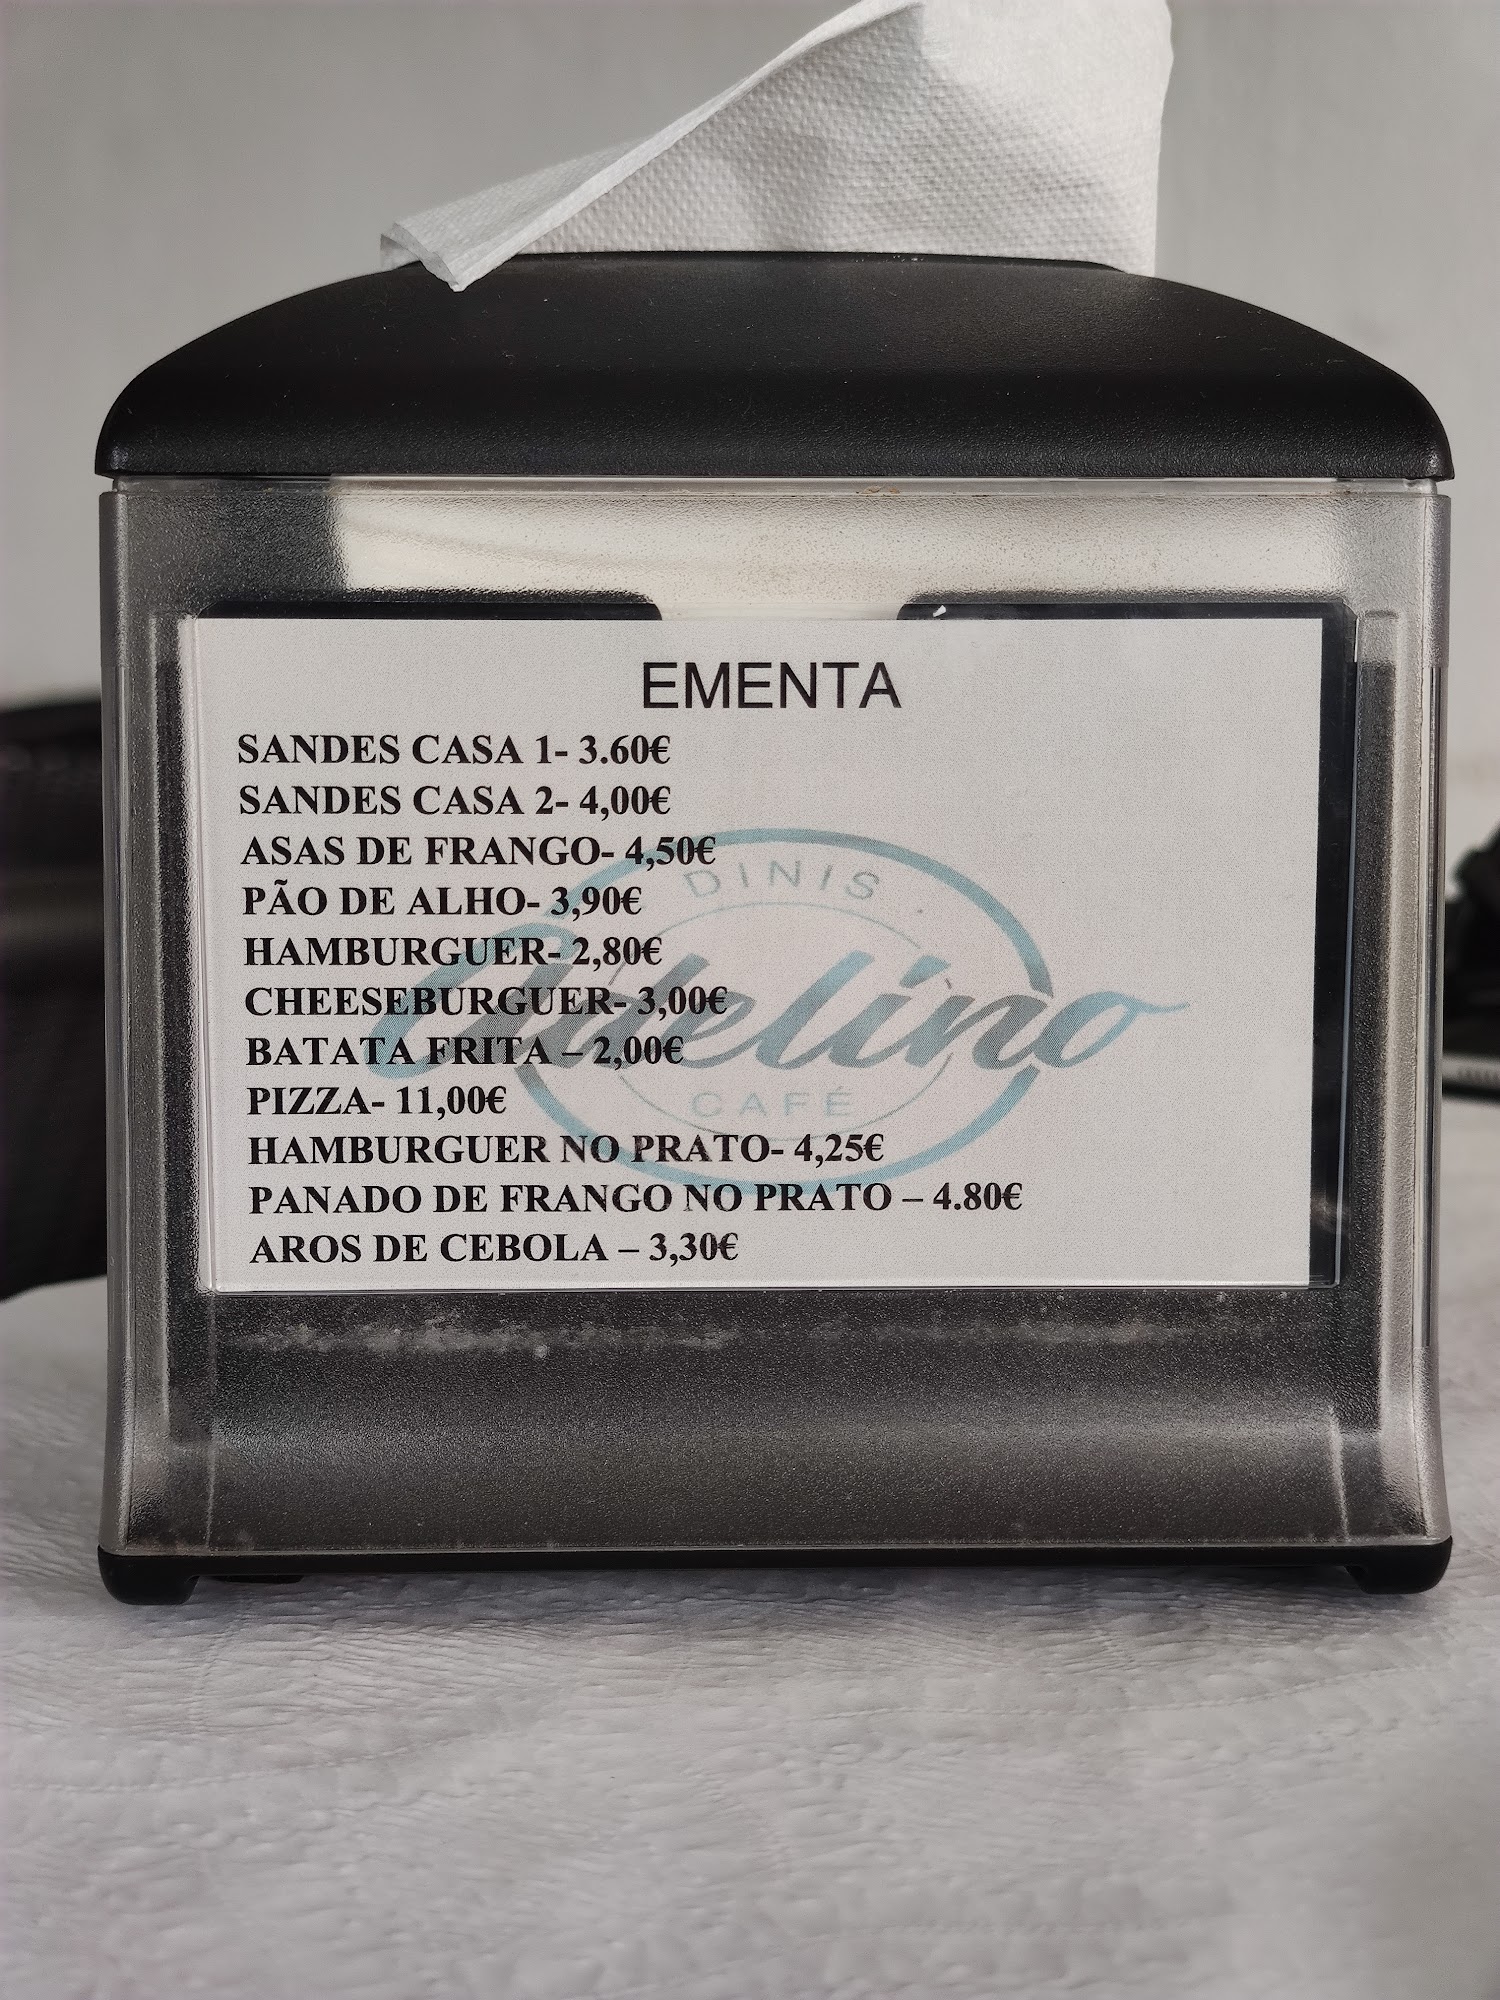 EMENTA
SANDES CASA 1- 3.60€
SANDES CASA 2- 4,00€
ASAS DE FRANGO- 4,50€
PÃO DE ALHO- 3,90€
HAMBURGUER- 2,80€
CHEESEBURGUER- 3,00€
BATATA FRITA – 2,00€
PIZZA- 11,00€
HAMBURGUER NO PRATO- 4,25€
PANADO DE FRANGO NO PRATO – 4.80€
AROS DE CEBOLA – 3,30€
DINIS
Adelino
CAFÉ